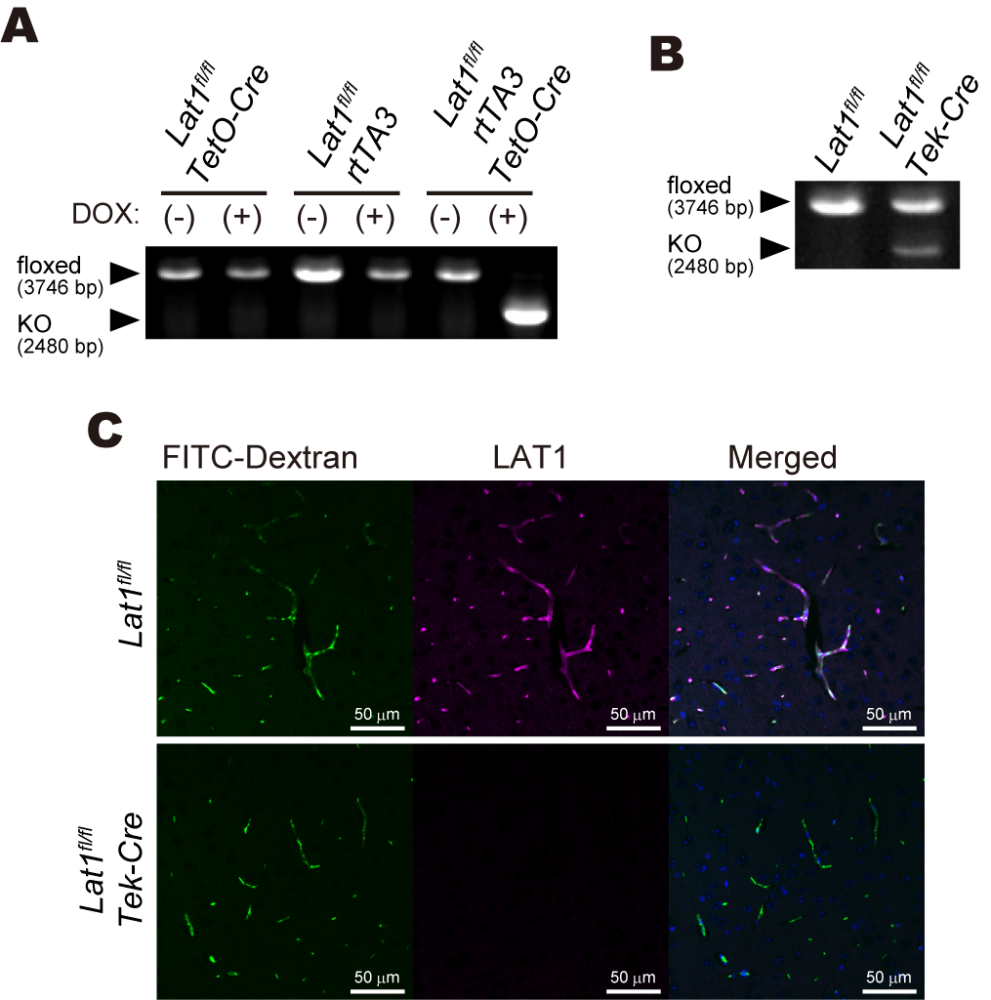 A
Lat1fl/fl
TetO-Cre
Lat1fl/fl
rtTA3
Lat1fl/fl
rtTA3
TetO-Cre
DOX: (-) (+) (-) (+) (-) (+)
floxed
(3746 bp)
KO
(2480 bp)
B
Lat1fl/fl
Lat1fl/fl
Tek-Cre
floxed
(3746 bp)
KO
(2480 bp)
C
FITC-Dextran LAT1 Merged
Lat1fl/fl
50 μm 50 μm 50 μm
Lat1fl/fl
Tek-Cre
50 μm 50 μm 50 μm